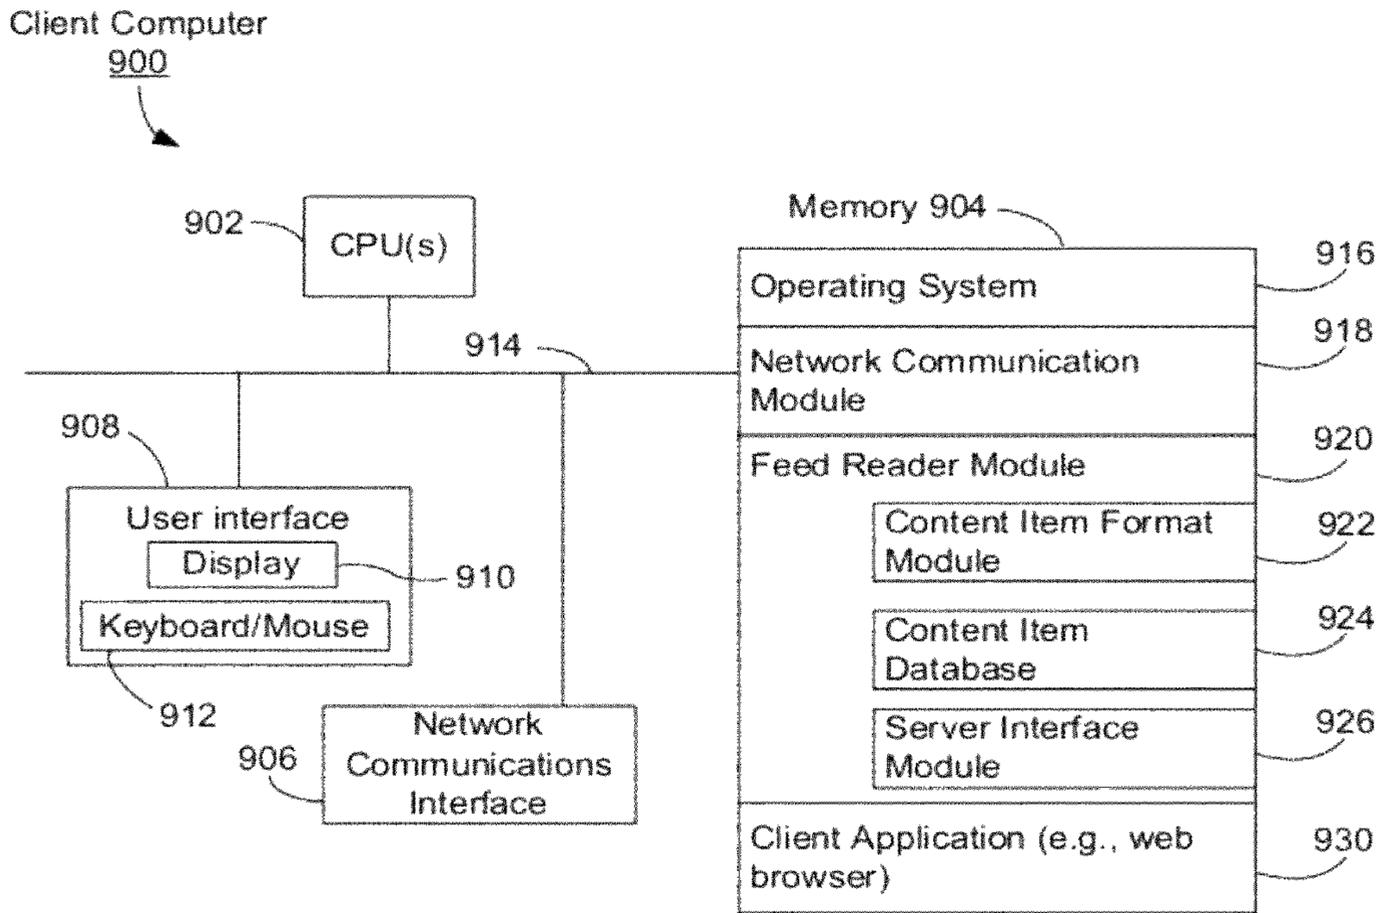 Client Computer
900
902
CPU(s)
Memory 904
916
Operating System
918
914
Network Communication
Module
908
920
Feed Reader Module
User interface
Display
910
Keyboard/Mouse
912
Content Item Format
Module
922
924
Content Item
Database
926
Server Interface
Module
Network
Communications
Interface
906
Client Application (e.g., web
browser)
930